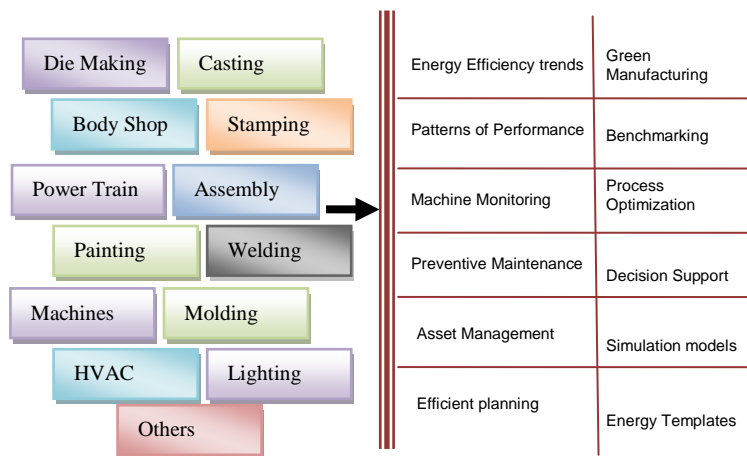 Die Making
Casting
Body Shop
Stamping
Power Train
Assembly
Painting
Welding
Machines
Molding
HVAC
Lighting
Others
Energy Efficiency trends
Green
Manufacturing
Patterns of Performance
Benchmarking
Machine Monitoring
Process
Optimization
Preventive Maintenance
Decision Support
Asset Management
Simulation models
Efficient planning
Energy Templates